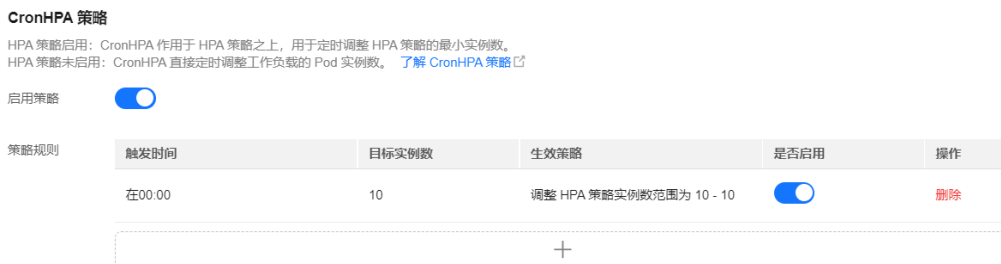 CronHPA 策略
HPA 策略启用：CronHPA 作用于 HPA 策略之上，用于定时调整 HPA 策略的最小实例数。
HPA 策略未启用：CronHPA 直接定时调整工作负载的 Pod 实例数。 了解 CronHPA 策略
启用策略
策略规则 触发时间 目标实例数 生效策略 是否启用 操作
在00:00 10 调整 HPA 策略实例数范围为 10 - 10 删除